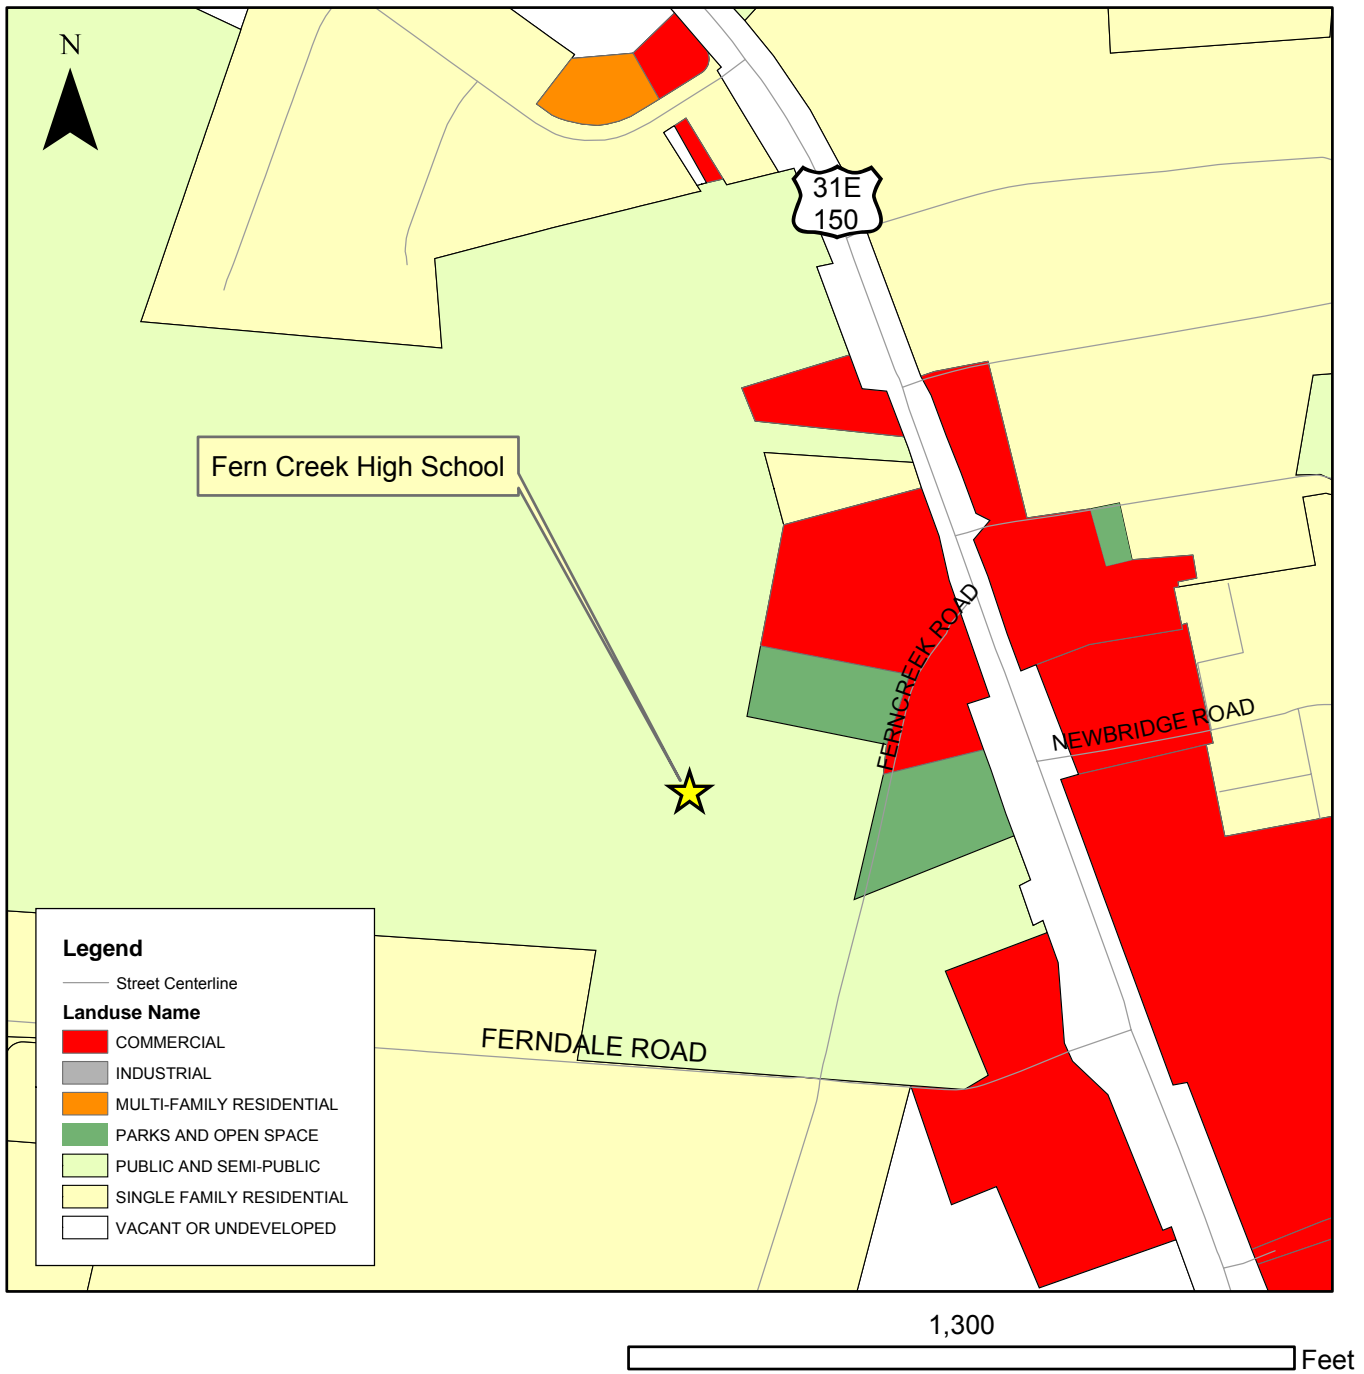 N
31E
150
Fern Creek High School
FERNCREEK ROAD
NEWBRIDGE ROAD
FERNDALE ROAD
Legend
Street Centerline
Landuse Name
COMMERCIAL
INDUSTRIAL
MULTI-FAMILY RESIDENTIAL
PARKS AND OPEN SPACE
PUBLIC AND SEMI-PUBLIC
SINGLE FAMILY RESIDENTIAL
VACANT OR UNDEVELOPED
1,300
Feet